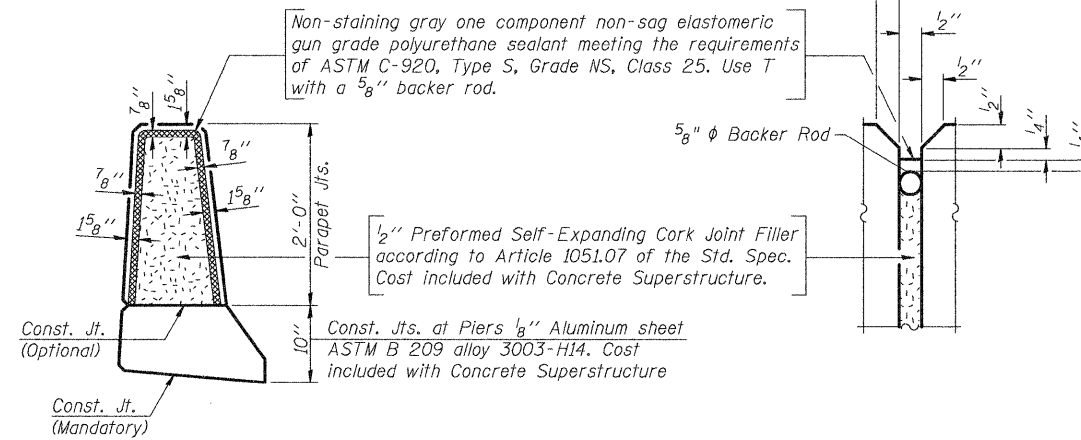 Non-staining gray one component non-sag elastomeric
gun grade polyurethane sealant meeting the requirements
of ASTM C-920, Type S, Grade NS, Class 25. Use T
with a 5/8" backer rod.
1/2"
1/2"
1/2"
1/4"
5/8" φ Backer Rod
7/8"
1 5/8"
7/8"
7/8"
1 5/8"
1 5/8"
2'-0"
Parapet Jts.
1/2" Preformed Self-Expanding Cork Joint Filler
according to Article 1051.07 of the Std. Spec.
Cost included with Concrete Superstructure.
Const. Jt.
(Optional)
10"
Const. Jts. at Piers 1/8" Aluminum sheet
ASTM B 209 alloy 3003-H14. Cost
included with Concrete Superstructure
Const. Jt.
(Mandatory)